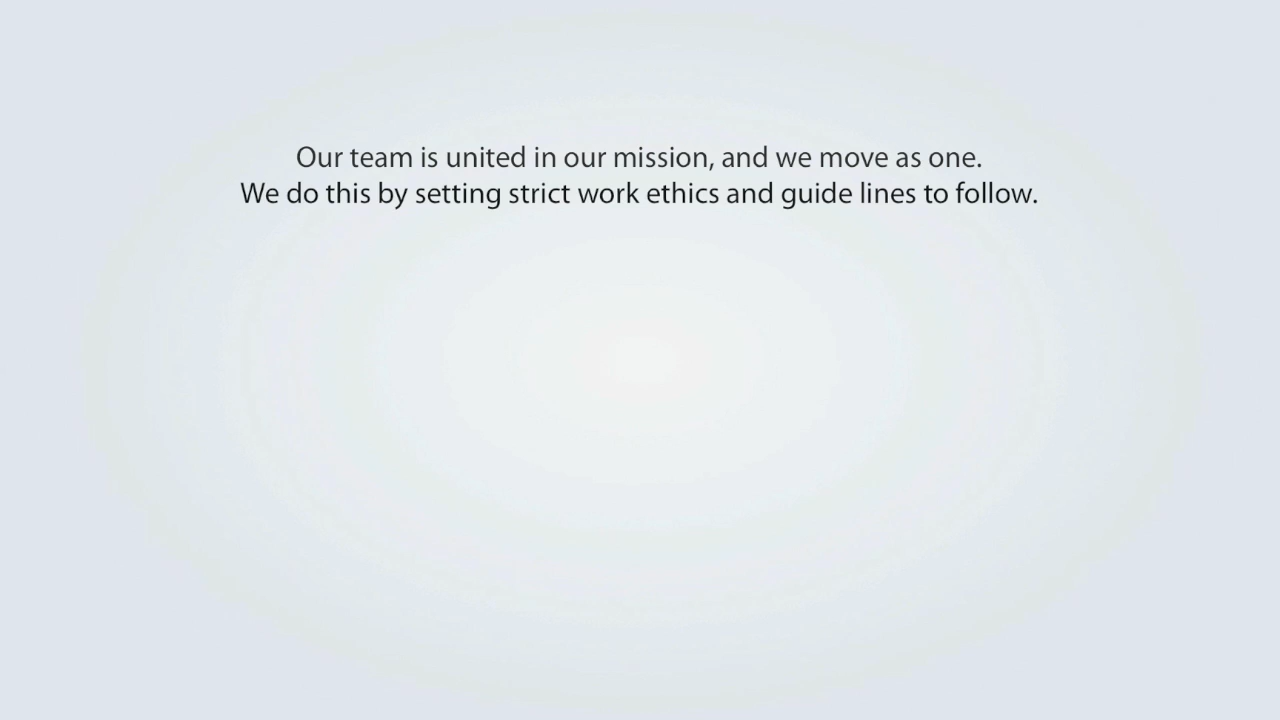 Our team is united in our mission, and we move as one.
We do this by setting strict work ethics and guide lines to follow.